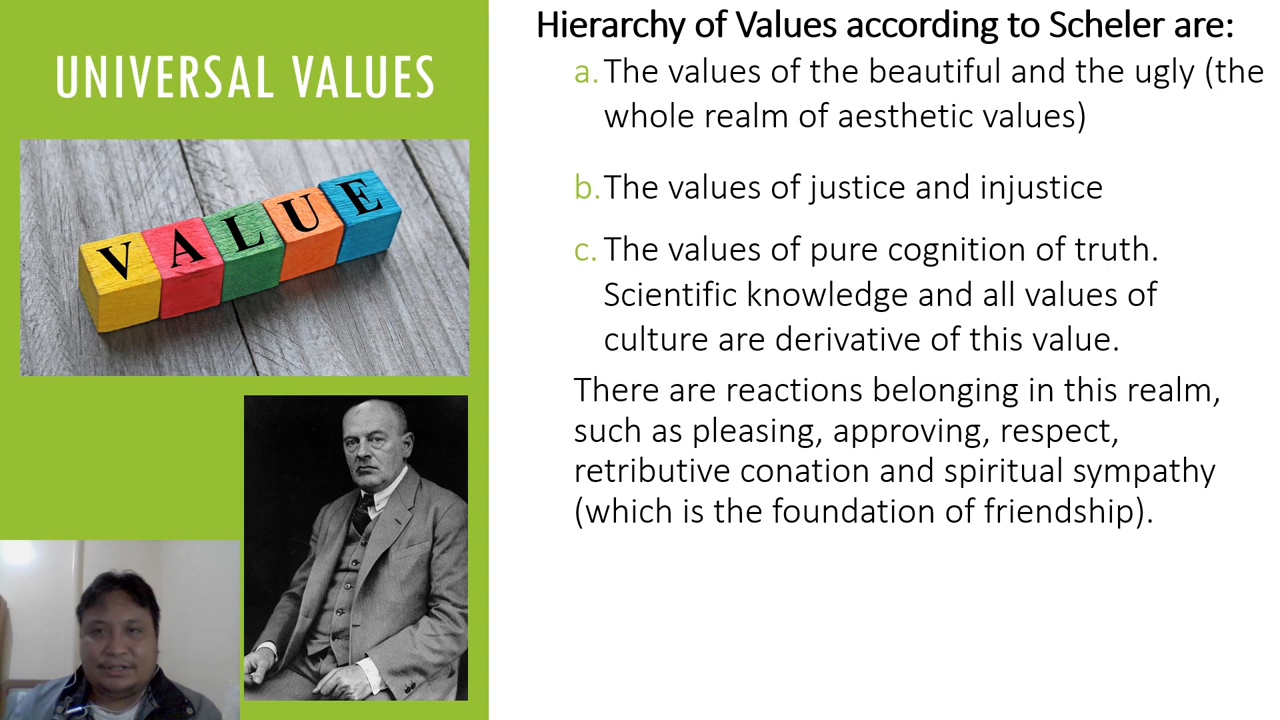 UNIVERSAL VALUES
VALUE
Hierarchy of Values according to Scheler are:
a. The values of the beautiful and the ugly (the
whole realm of aesthetic values)
b. The values of justice and injustice
c. The values of pure cognition of truth.
Scientific knowledge and all values of
culture are derivative of this value.
There are reactions belonging in this realm,
such as pleasing, approving, respect,
retributive conation and spiritual sympathy
(which is the foundation of friendship).